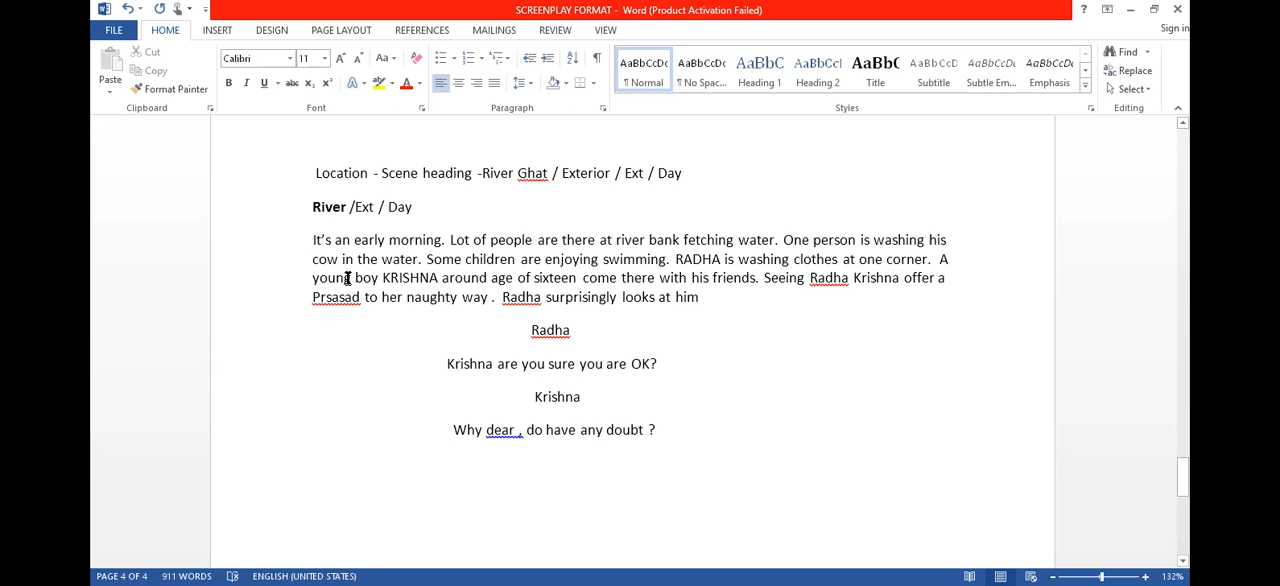 SCREENPLAY FORMAT - Word (Product Activation Failed)
FILE HOME INSERT DESIGN PAGE LAYOUT REFERENCES MAILINGS REVIEW VIEW Sign in
Paste Cut Copy Format Painter
Calibri 11
Aa
B I U abc x₂ x² A A
AaBbCcDc AaBbCcDc AaBbC AaBbCcI AaBbC AaBbCcD AaBbCcDc AaBbCcDc
¶ Normal ¶ No Spac... Heading 1 Heading 2 Title Subtitle Subtle Em... Emphasis
Find Replace Select
Clipboard Font Paragraph Styles Editing
Location - Scene heading -River Ghat / Exterior / Ext / Day
River /Ext / Day
It’s an early morning. Lot of people are there at river bank fetching water. One person is washing his
cow in the water. Some children are enjoying swimming. RADHA is washing clothes at one corner. A
young boy KRISHNA around age of sixteen come there with his friends. Seeing Radha Krishna offer a
Prsasad to her naughty way . Radha surprisingly looks at him
Radha
Krishna are you sure you are OK?
Krishna
Why dear , do have any doubt ?
PAGE 4 OF 4 911 WORDS ENGLISH (UNITED STATES) 132%